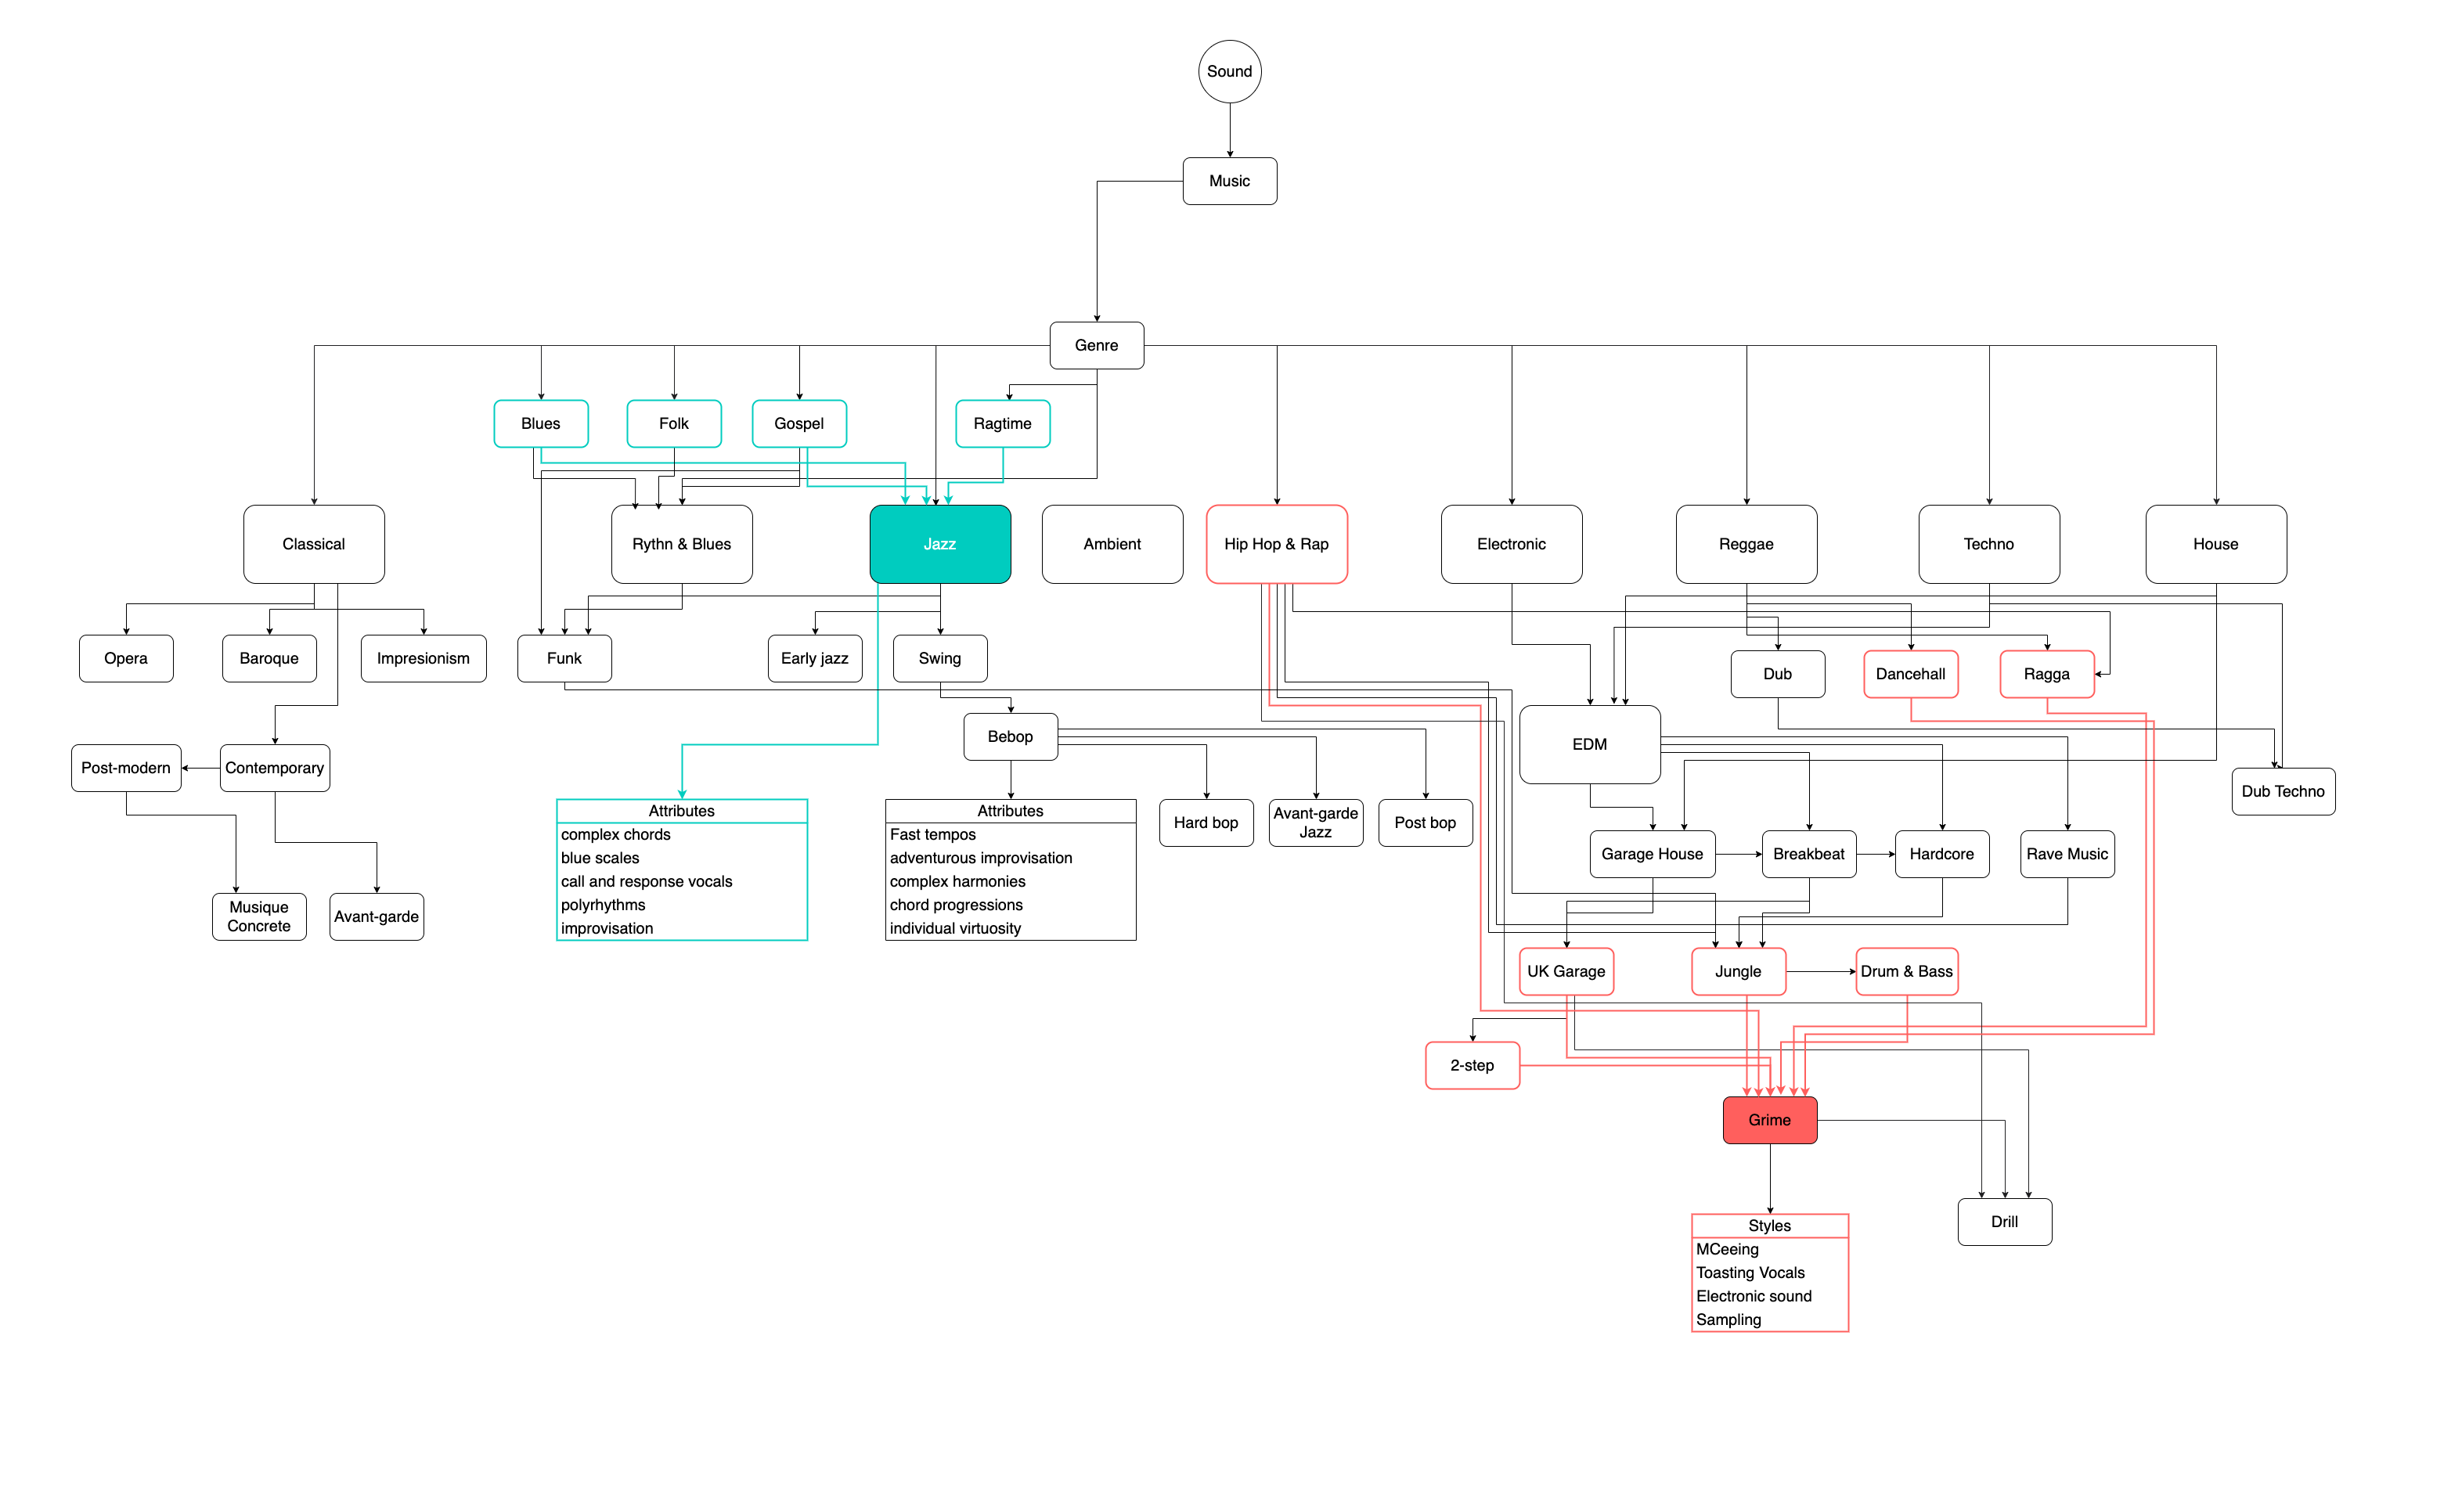 Sound
Music
Genre
Blues
Folk
Gospel
Ragtime
Classical
Rythn & Blues
Jazz
Ambient
Hip Hop & Rap
Electronic
Reggae
Techno
House
Opera
Baroque
Impresionism
Funk
Early jazz
Swing
Dub
Dancehall
Ragga
Bebop
EDM
Post-modern
Contemporary
Dub Techno
Attributes
complex chords
blue scales
call and response vocals
polyrhythms
improvisation
Attributes
Fast tempos
adventurous improvisation
complex harmonies
chord progressions
individual virtuosity
Hard bop
Avant-garde
Jazz
Post bop
Garage House
Breakbeat
Hardcore
Rave Music
Musique
Concrete
Avant-garde
UK Garage
Jungle
Drum & Bass
2-step
Grime
Drill
Styles
MCeeing
Toasting Vocals
Electronic sound
Sampling